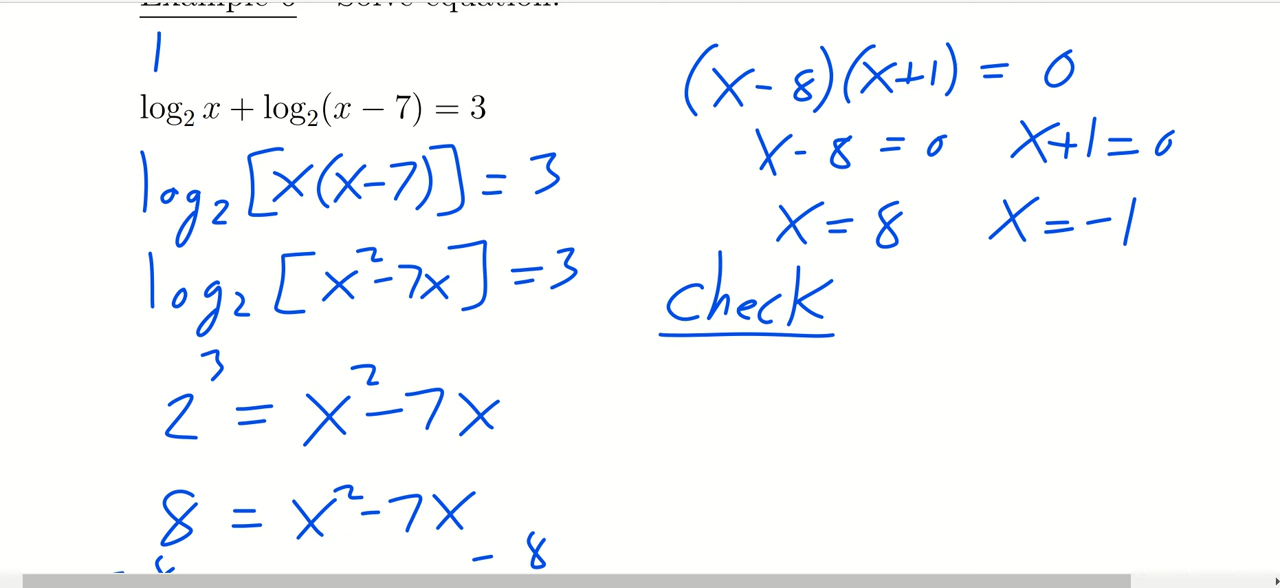 1
log₂ x + log₂(x − 7) = 3
log₂[x(x-7)] = 3
log₂[x²-7x] = 3
2³ = x²-7x
8 = x²-7x
- 8
(x-8)(x+1) = 0
x-8=0 x+1=0
x=8 x=-1
Check